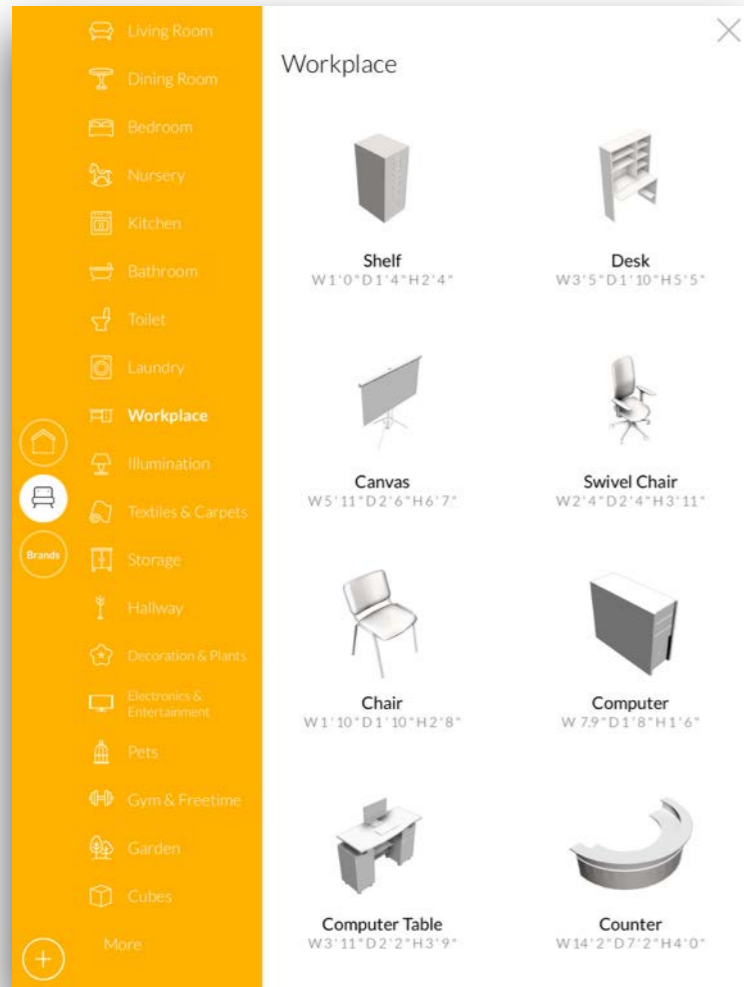 Living Room
Dining Room
Bedroom
Nursery
Kitchen
Bathroom
Toilet
Laundry
Workplace
Illumination
Textiles & Carpets
Storage
Hallway
Decoration & Plants
Electronics &
Entertainment
Pets
Gym & Freetime
Garden
Cubes
More
Brands
Workplace
Shelf
W1'0"D1'4"H2'4"
Desk
W3'5"D1'10"H5'5"
Canvas
W5'11"D2'6"H6'7"
Swivel Chair
W2'4"D2'4"H3'11"
Chair
W1'10"D1'10"H2'8"
Computer
W 7.9"D1'8"H1'6"
Computer Table
W3'11"D2'2"H3'9"
Counter
W14'2"D7'2"H4'0"